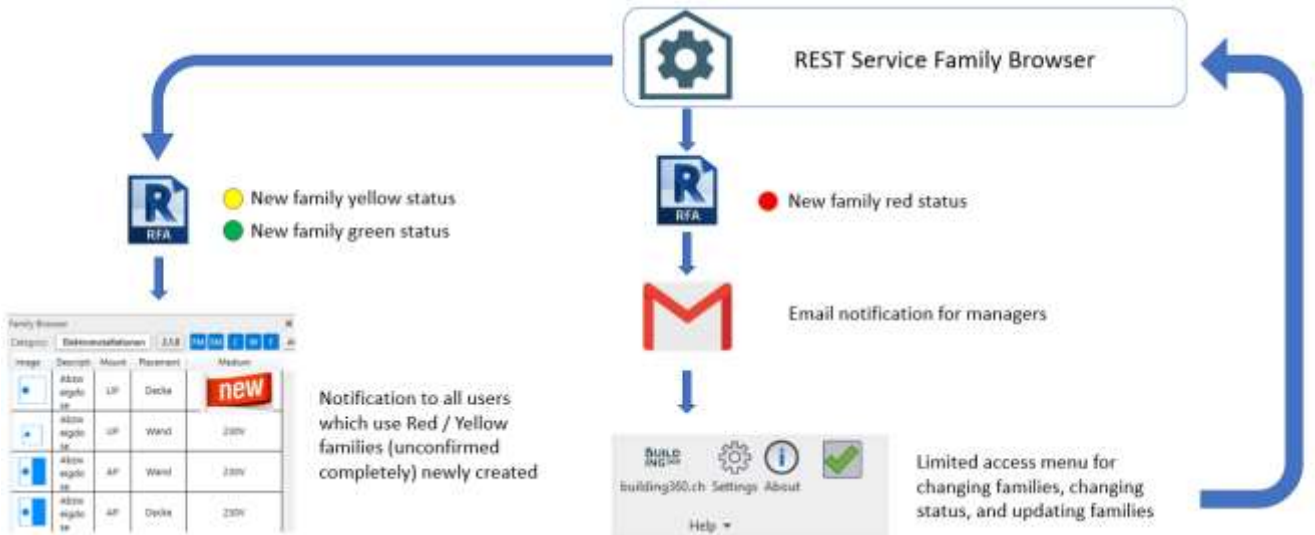 REST Service Family Browser
R
RFA
New family yellow status
New family green status
R
RFA
New family red status
Email notification for managers
Family Browser
Category:
Elektroinstallationen
Image
Mount
Placement
Medium
UP
Decke
new
UP
Wand
230V
AP
Wand
230V
AP
Decke
230V
Notification to all users
which use Red / Yellow
families (unconfirmed
completely) newly created
BUILD
ING
building360.ch Settings About
Help
Limited access menu for
changing families, changing
status, and updating families